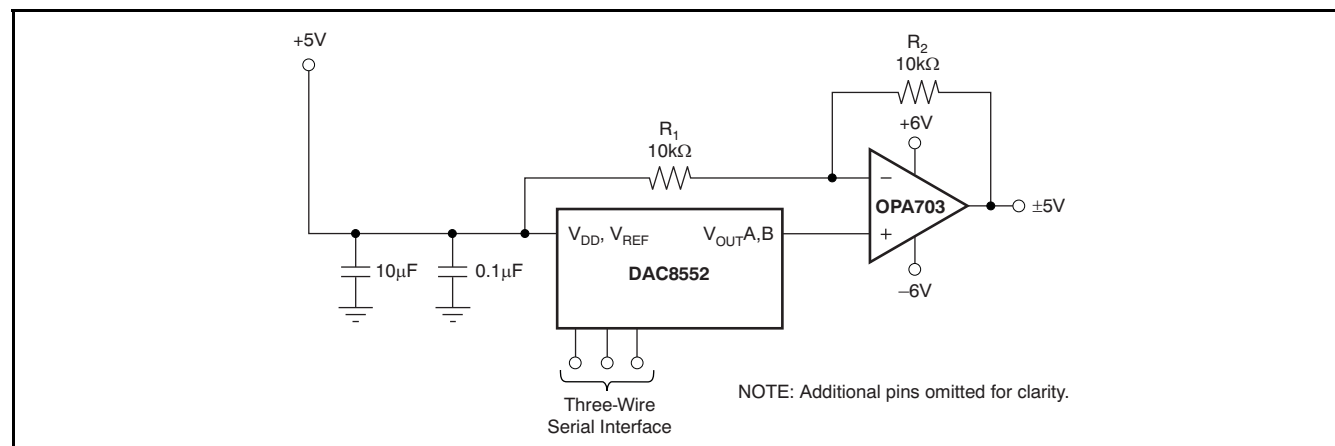 +5V
R2
10kΩ
+6V
R1
10kΩ
–
OPA703
±5V
+
VDD, VREF
VOUTA,B
DAC8552
10μF
0.1μF
–6V
NOTE: Additional pins omitted for clarity.
Three-Wire
Serial Interface